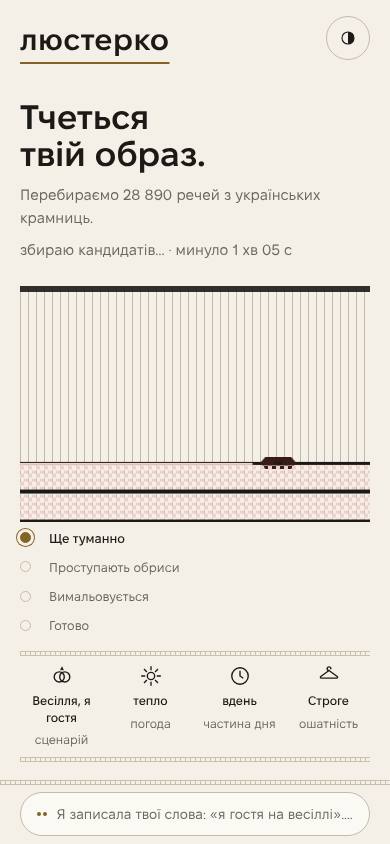 люстерко
Тчеться
твій образ.
Перебираємо 28 890 речей з українських
крамниць.
збираю кандидатів... · минуло 1 хв 05 с
Ще туманно
Проступають обриси
Вимальовується
Готово
Весілля, я
гостя
сценарій
тепло
погода
вдень
частина дня
Строге
ошатність
Я записала твої слова: «я гостя на весіллі»....